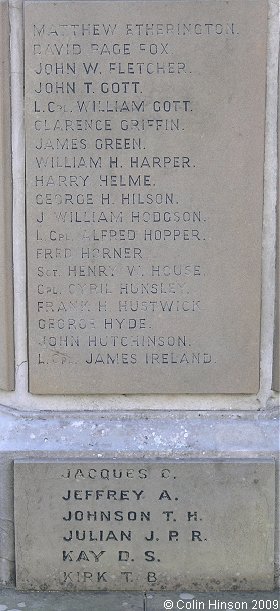 MATTHEW ETHERINGTON.
DAVID PAGE FOX.
JOHN W. FLETCHER.
JOHN T. GOTT.
L. CPL. WILLIAM GOTT.
CLARENCE GRIFFIN.
JAMES GREEN.
WILLIAM H. HARPER.
HARRY HELME.
GEORGE H. HILSON.
J. WILLIAM HODGSON.
L. CPL. ALFRED HOPPER.
FRED HORNER.
SGT. HENRY W. HOUSE.
CPL. CYRIL HUNSLEY.
FRANK H. HUSTWICK
GEORGE HYDE.
JOHN HUTCHINSON.
L. CPL. JAMES IRELAND.
JACQUES C.
JEFFREY A.
JOHNSON T. H.
JULIAN J. P. R.
KAY D. S.
KIRK T. B.
©Colin Hinson 2009